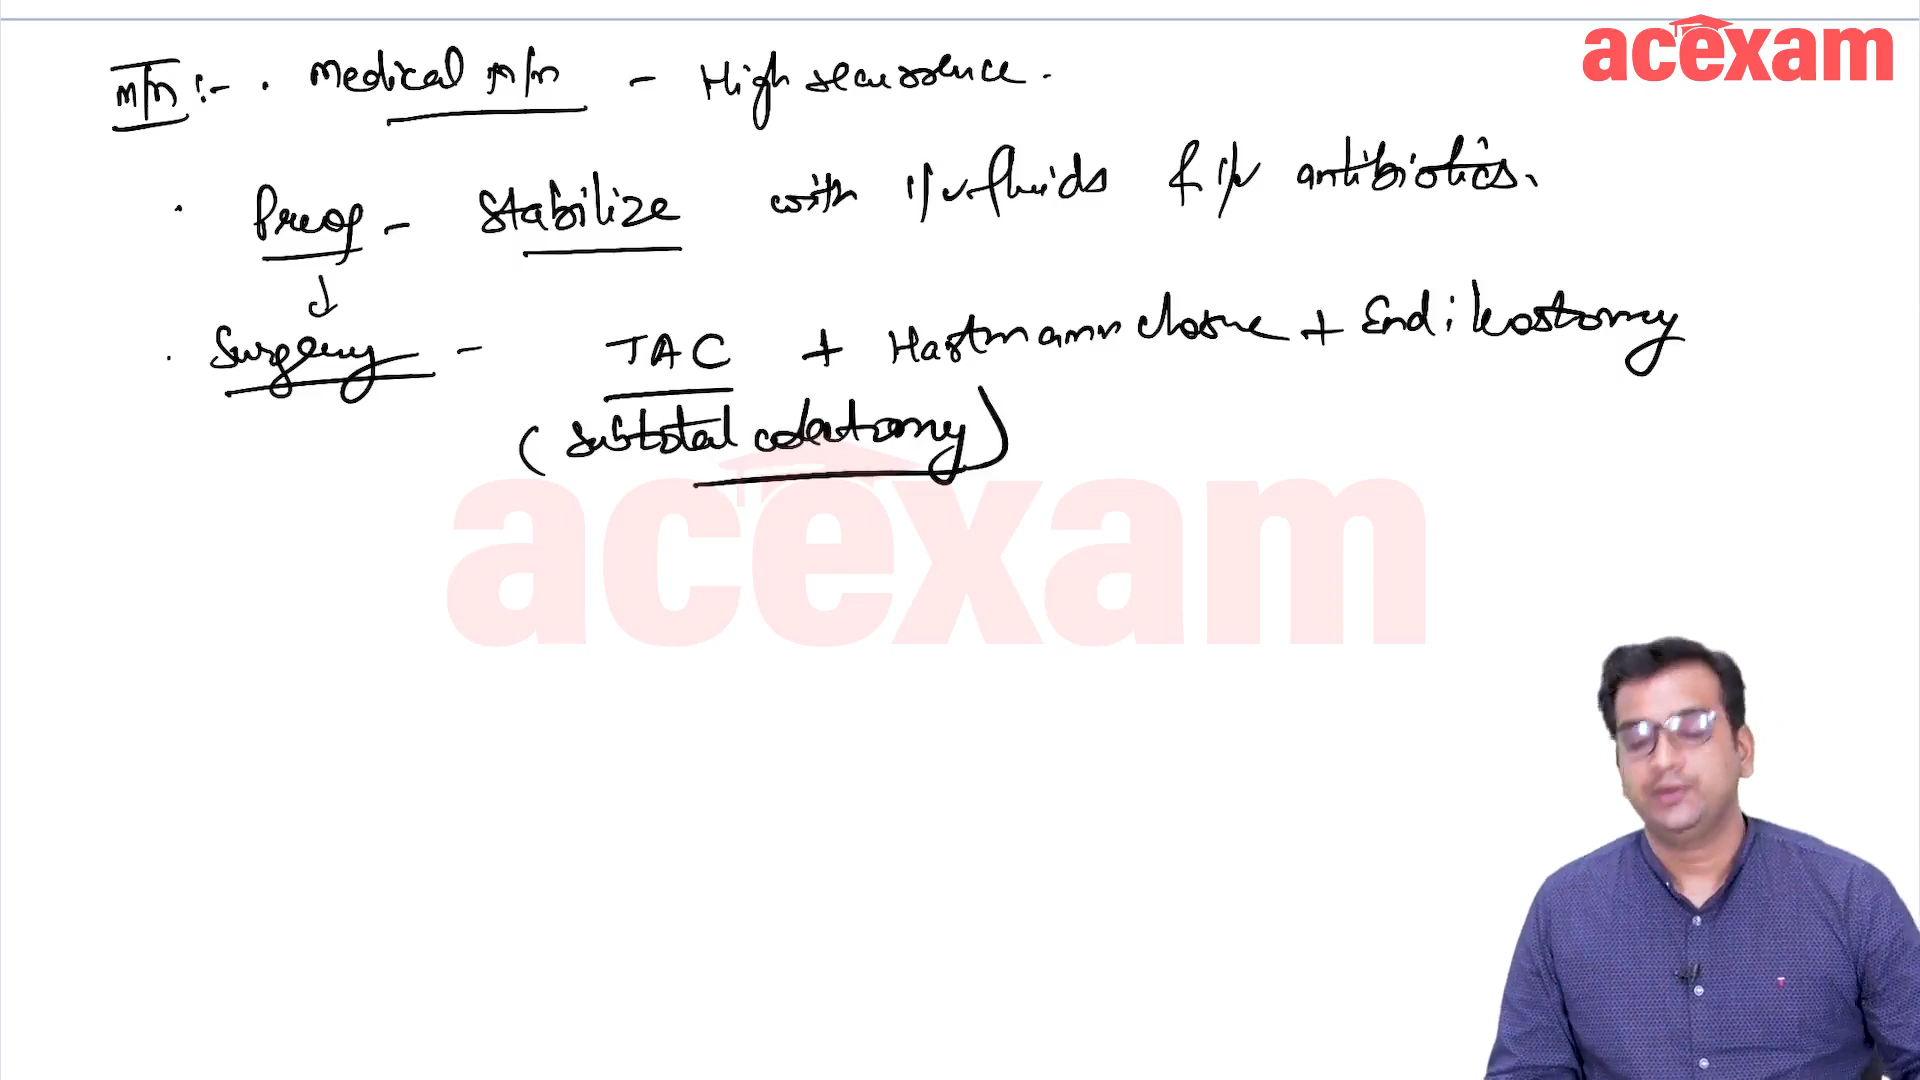 acexam
m/n :- . Medical m/n - High recurrence.
. Preop - Stabilize with i/v fluids & i/v antibiotics.
↓
. Surgery - TAC + Hartmann closure + End ileostomy
(Subtotal colectomy)
acexam